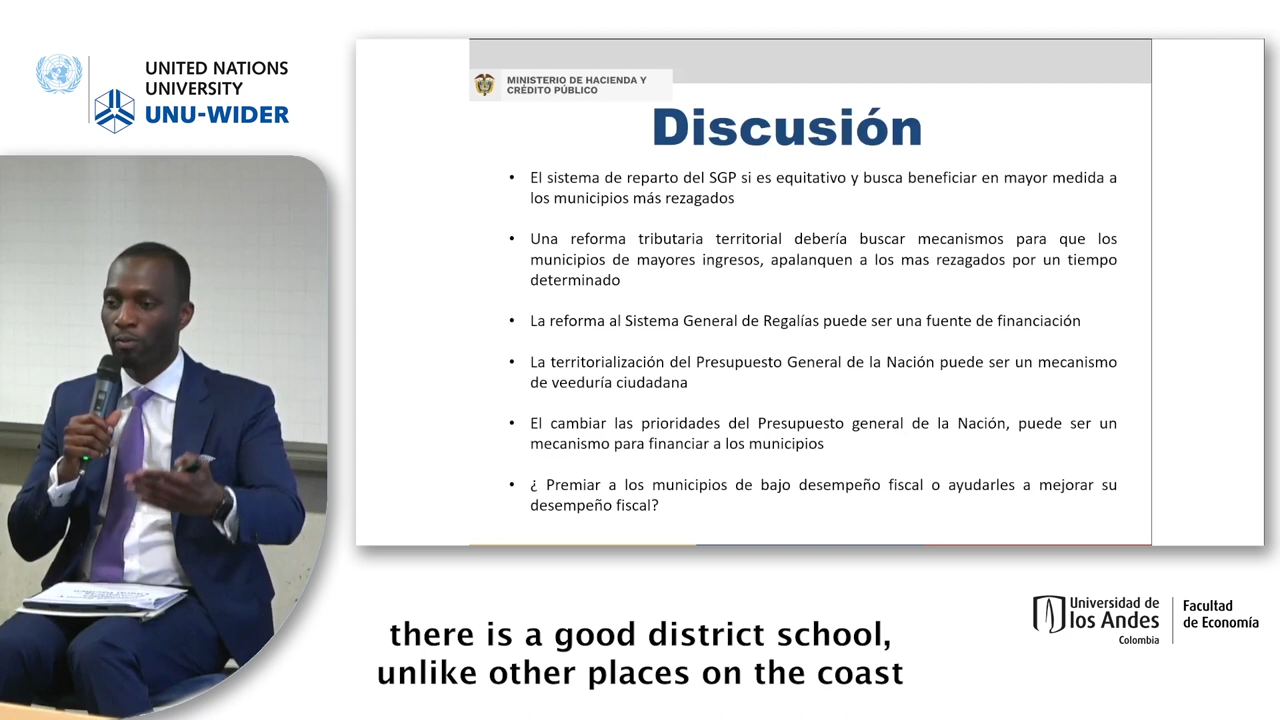 UNITED NATIONS
UNIVERSITY
UNU-WIDER
MINISTERIO DE HACIENDA Y
CRÉDITO PÚBLICO
Discusión
• El sistema de reparto del SGP si es equitativo y busca beneficiar en mayor medida a
los municipios más rezagados
• Una reforma tributaria territorial debería buscar mecanismos para que los
municipios de mayores ingresos, apalanquen a los mas rezagados por un tiempo
determinado
• La reforma al Sistema General de Regalías puede ser una fuente de financiación
• La territorialización del Presupuesto General de la Nación puede ser un mecanismo
de veeduría ciudadana
• El cambiar las prioridades del Presupuesto general de la Nación, puede ser un
mecanismo para financiar a los municipios
• ¿ Premiar a los municipios de bajo desempeño fiscal o ayudarles a mejorar su
desempeño fiscal?
there is a good district school,
unlike other places on the coast
Universidad de
los Andes
Colombia
Facultad
de Economía